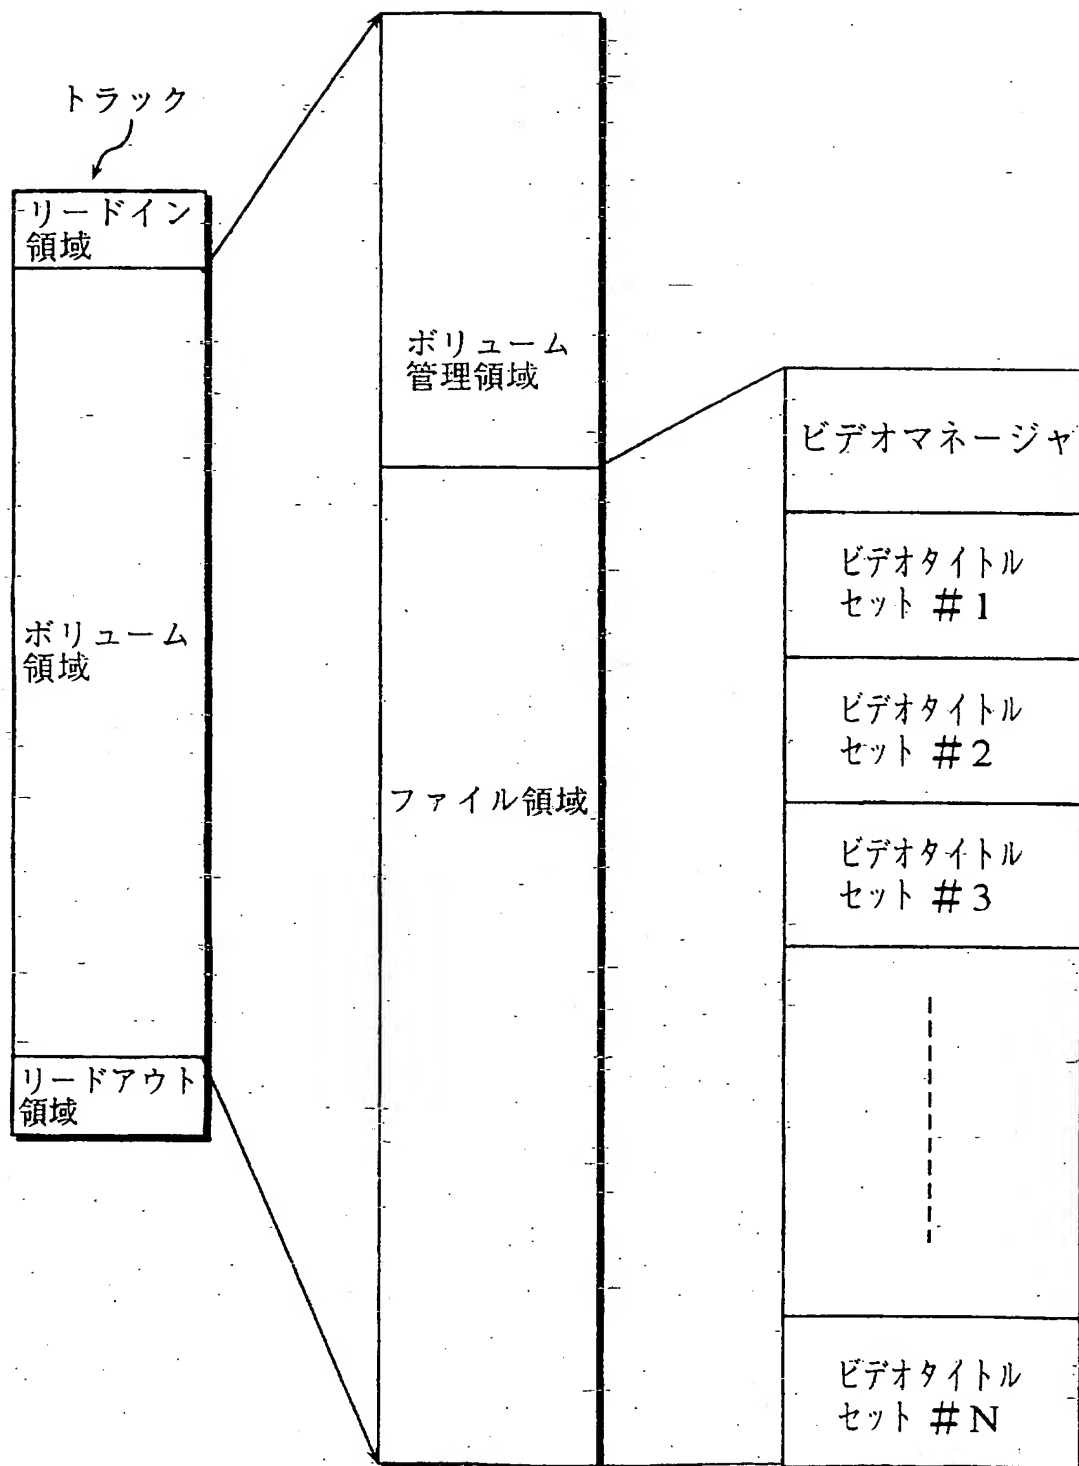 トラック
リードイン
領域
ボリューム
領域
リードアウト
領域
ボリューム
管理領域
ファイル領域
ビデオマネージャ
ビデオタイトル
セット #1
ビデオタイトル
セット #2
ビデオタイトル
セット #3
ビデオタイトル
セット #N